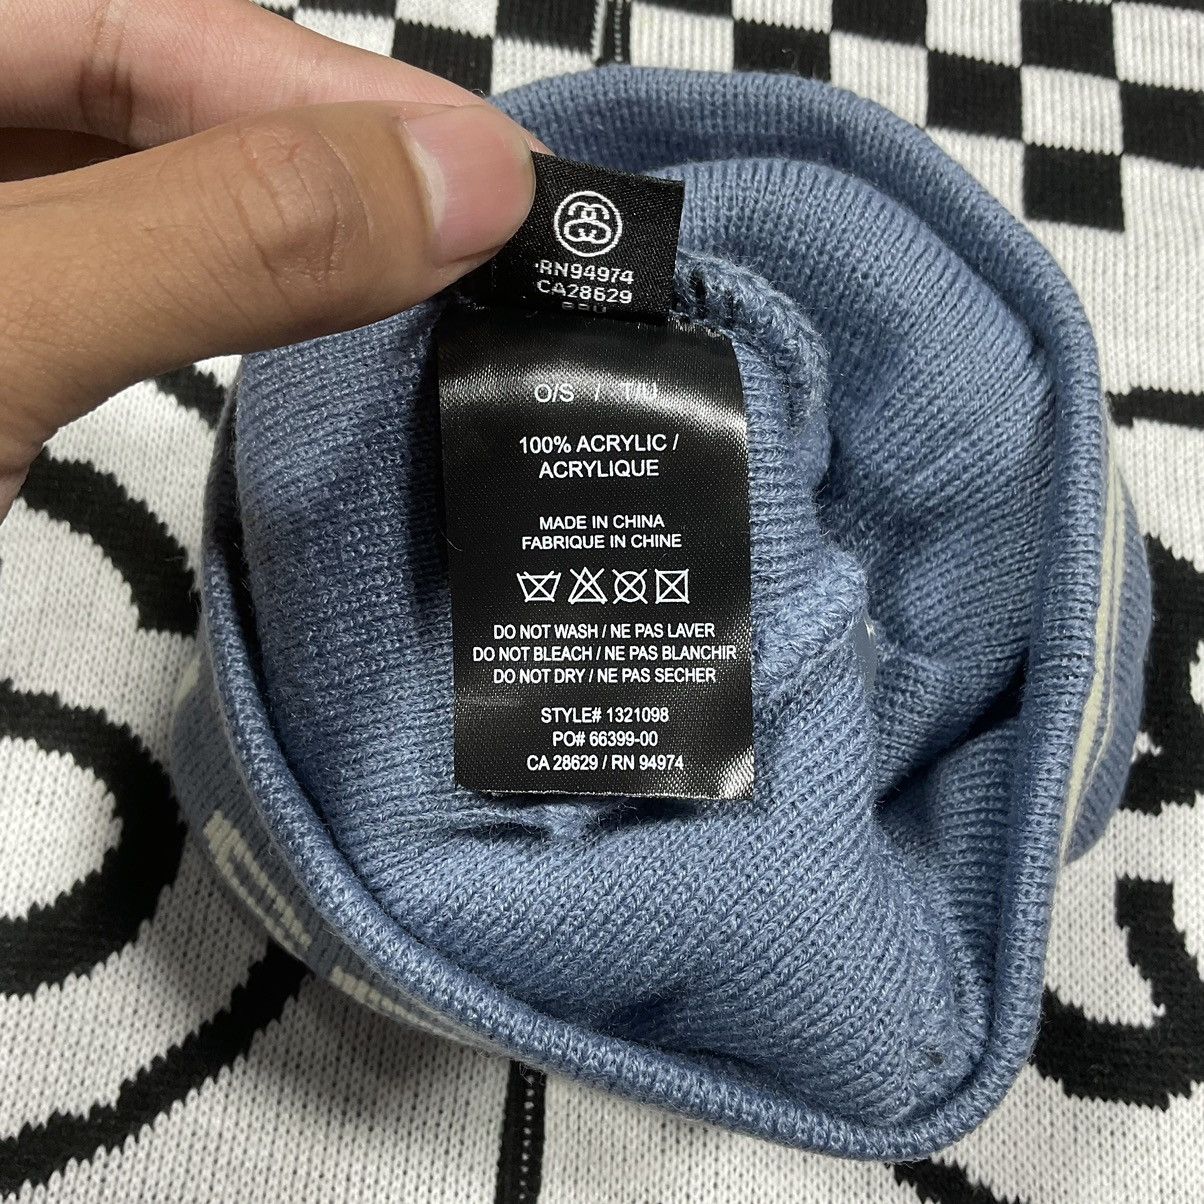 RN94974
CA28629
O/S / T/U
100% ACRYLIC /
ACRYLIQUE
MADE IN CHINA
FABRIQUE IN CHINE
DO NOT WASH / NE PAS LAVER
DO NOT BLEACH / NE PAS BLANCHIR
DO NOT DRY / NE PAS SECHER
STYLE# 1321098
PO# 66399-00
CA 28629 / RN 94974